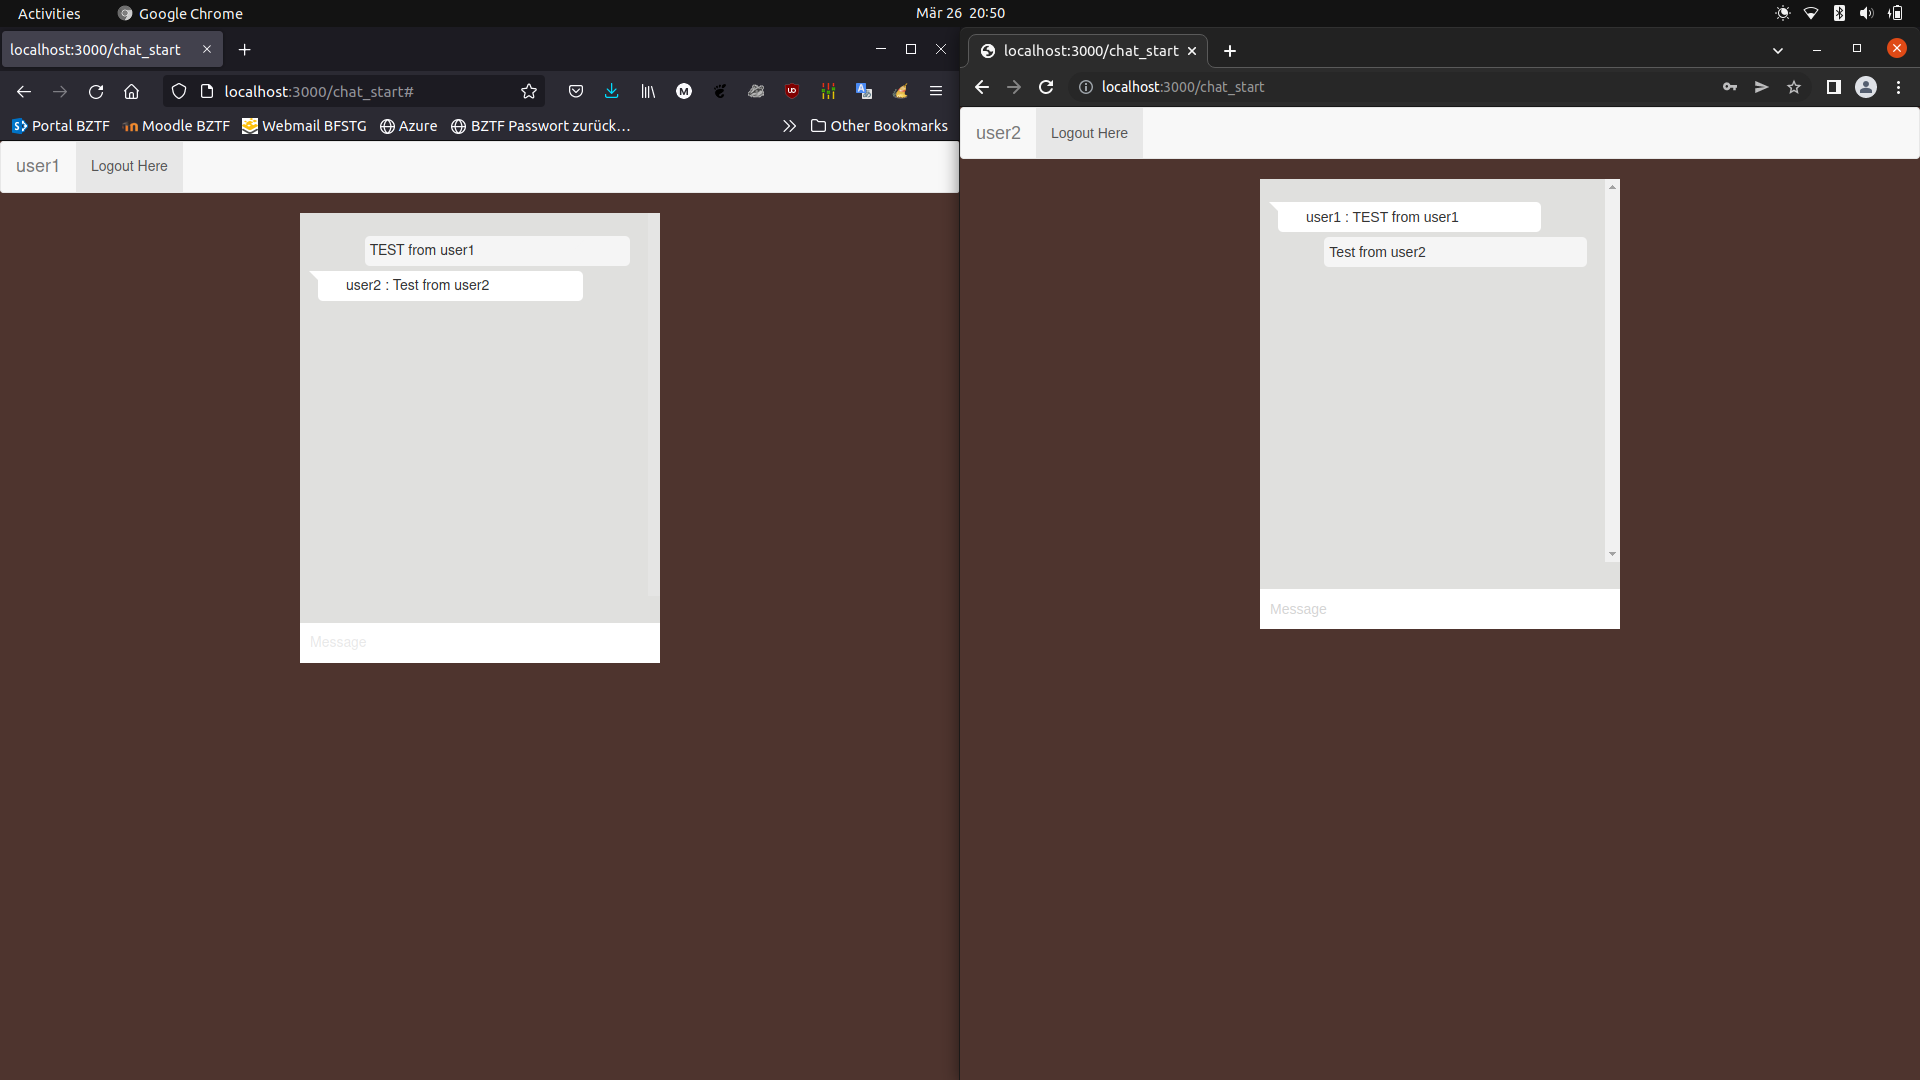 Activities Google Chrome Mär 26 20:50
localhost:3000/chat_start
localhost:3000/chat_start#
Portal BZTF Moodle BZTF Webmail BFSTG Azure BZTF Passwort zurück… Other Bookmarks
user1 Logout Here
TEST from user1
user2 : Test from user2
Message
localhost:3000/chat_start
localhost:3000/chat_start
user2 Logout Here
user1 : TEST from user1
Test from user2
Message